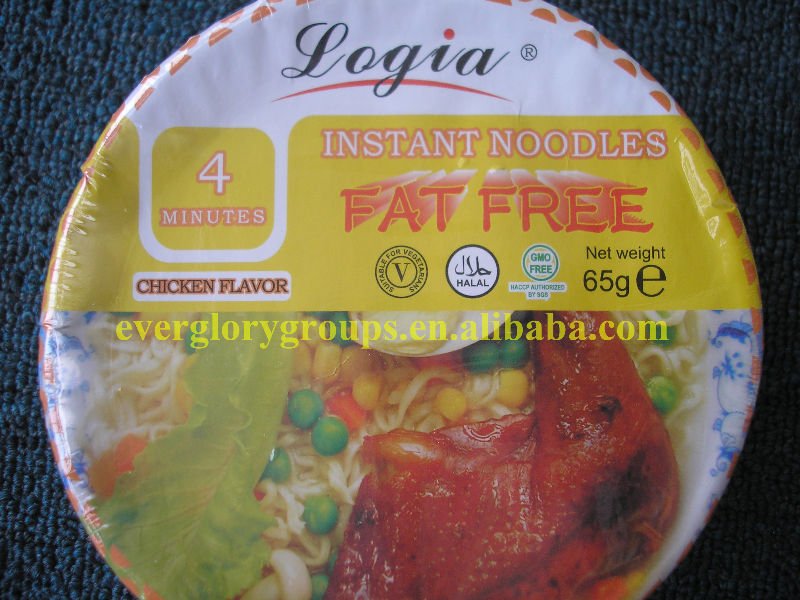 Logia ®
INSTANT NOODLES
FAT FREE
4
MINUTES
CHICKEN FLAVOR
SUITABLE FOR VEGETARIANS
V
حلال
HALAL
GMO
FREE
HACCP AUTHORIZED
BY SGS
Net weight
65g℮
everglorygroups.en.alibaba.com